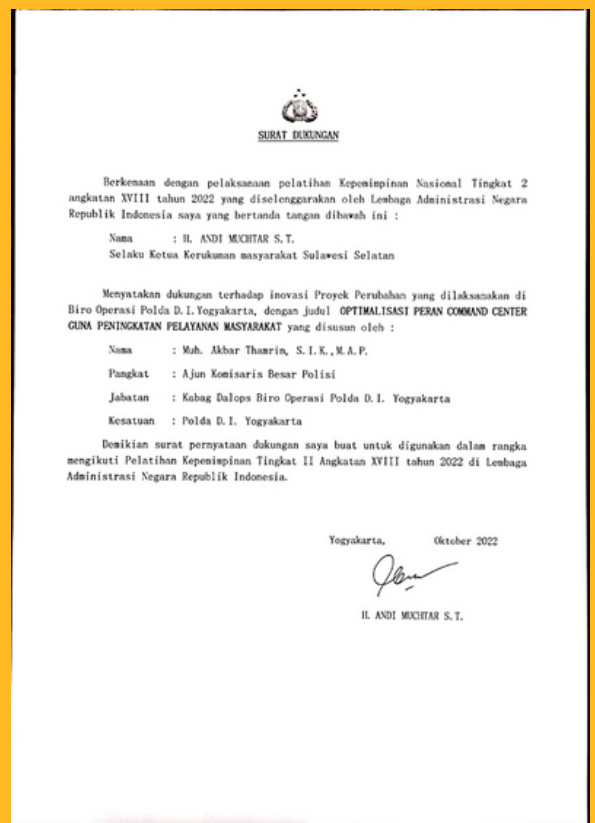 SURAT DUKUNGAN
Berkenaan dengan pelaksanaan pelatihan Kepemimpinan Nasional Tingkat 2
angkatan XVIII tahun 2022 yang diselenggarakan oleh Lembaga Administrasi Negara
Republik Indonesia saya yang bertanda tangan dibawah ini :
Nama : H. ANDI MUCHTAR S.T.
Selaku Ketua Kerukunan masyarakat Sulawesi Selatan
Menyatakan dukungan terhadap inovasi Proyek Perubahan yang dilaksanakan di
Biro Operasi Polda D.I.Yogyakarta, dengan judul OPTIMALISASI PERAN COMMAND CENTER
GUNA PENINGKATAN PELAYANAN MASYARAKAT yang disusun oleh :
Nama : Muh. Akbar Thamrin, S.I.K.,M.A.P.
Pangkat : Ajun Komisaris Besar Polisi
Jabatan : Kabag Dalops Biro Operasi Polda D.I. Yogyakarta
Kesatuan : Polda D.I. Yogyakarta
Demikian surat pernyataan dukungan saya buat untuk digunakan dalam rangka
mengikuti Pelatihan Kepemimpinan Tingkat II Angkatan XVIII tahun 2022 di Lembaga
Administrasi Negara Republik Indonesia.
Yogyakarta, Oktober 2022
H. ANDI MUCHTAR S.T.